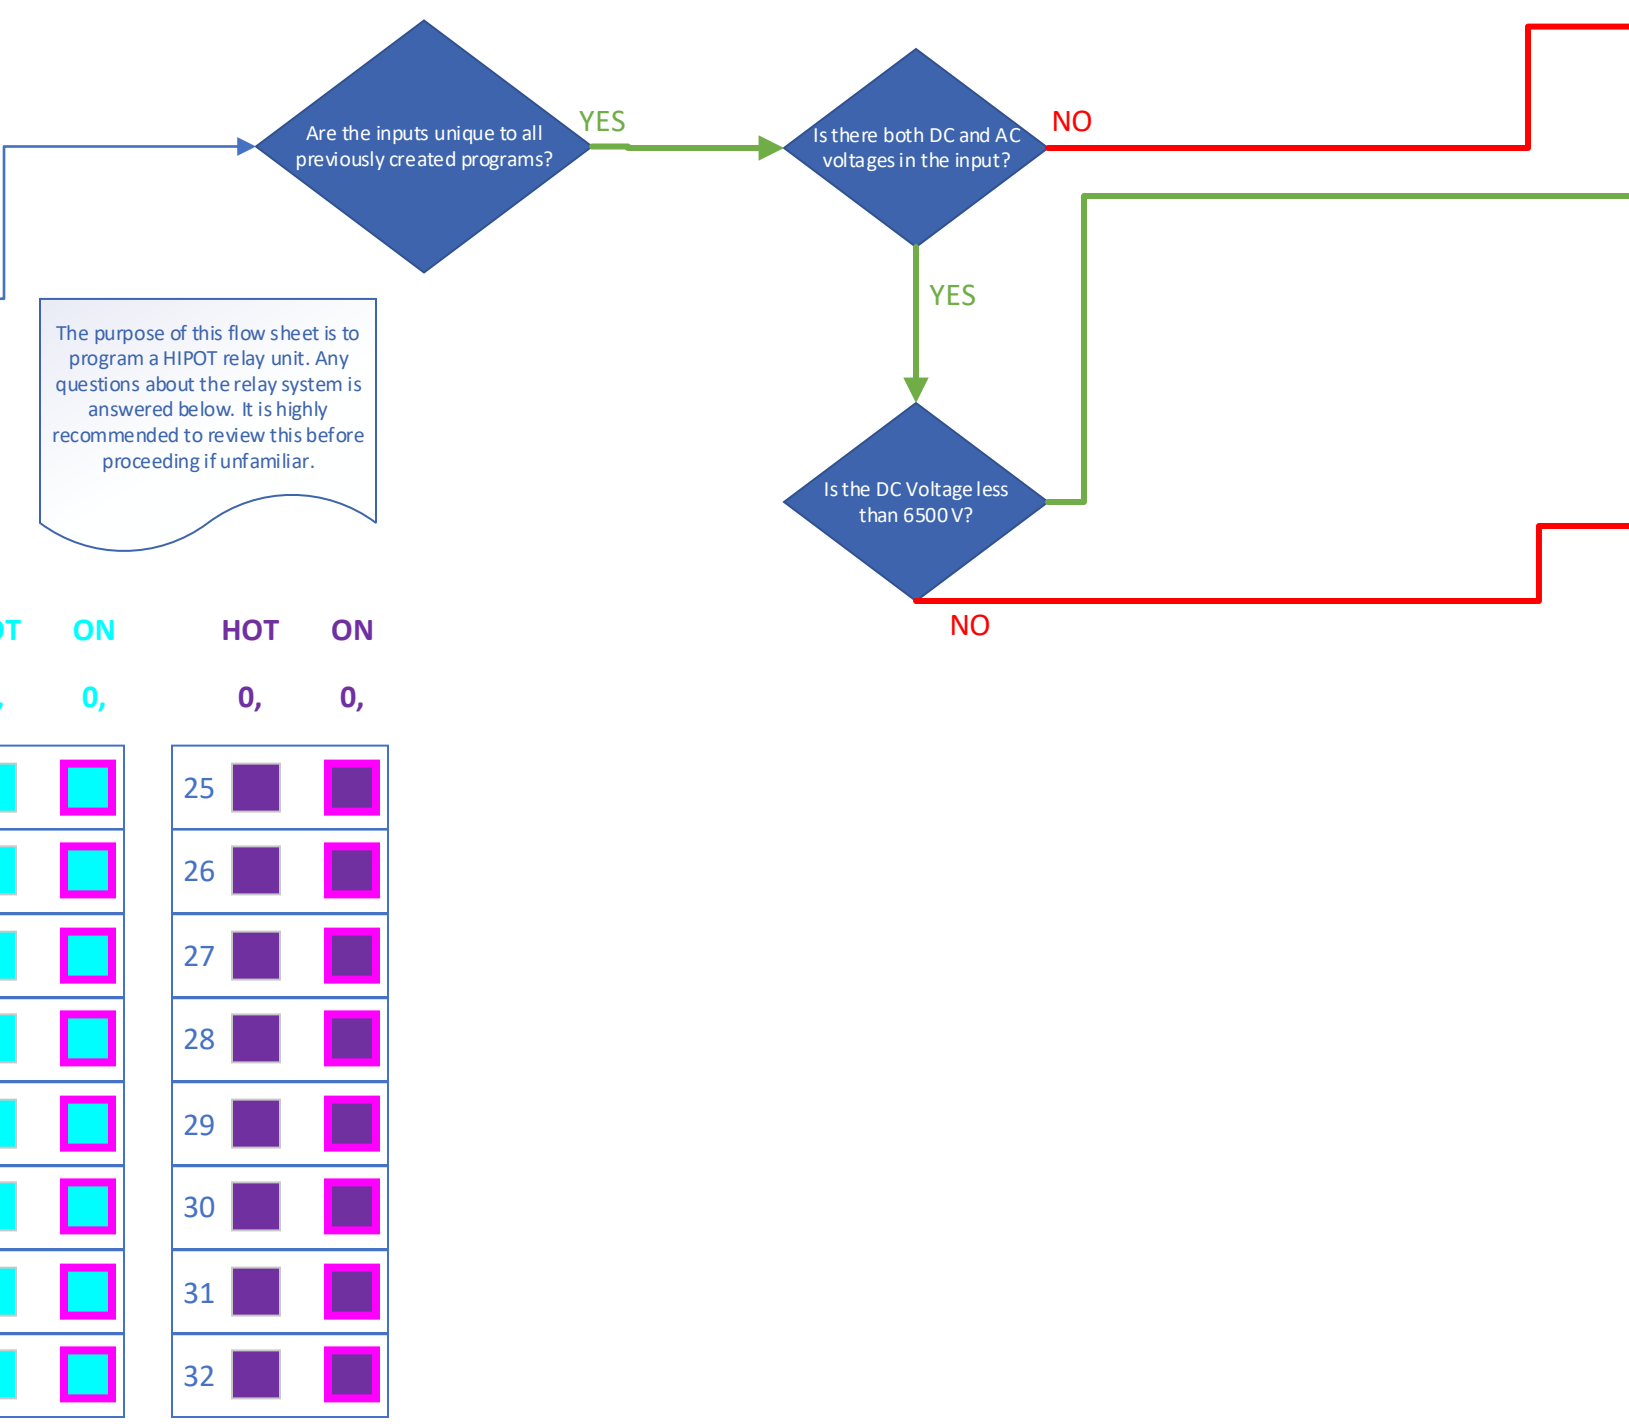 Are the inputs unique to all
previously created programs?
YES
Is there both DC and AC
voltages in the input?
NO
YES
The purpose of this flow sheet is to
program a HIPOT relay unit. Any
questions about the relay system is
answered below. It is highly
recommended to review this before
proceeding if unfamiliar.
Is the DC Voltage less
than 6500 V?
NO
ON
HOT ON
0,
0, 0,
25
26
27
28
29
30
31
32